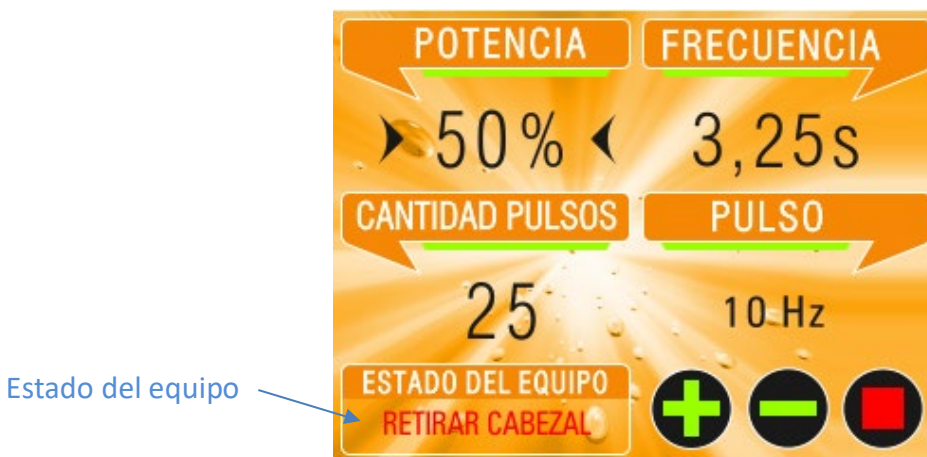 POTENCIA
FRECUENCIA
50%
3,25s
CANTIDAD PULSOS
PULSO
25
10 Hz
Estado del equipo
ESTADO DEL EQUIPO
RETIRAR CABEZAL